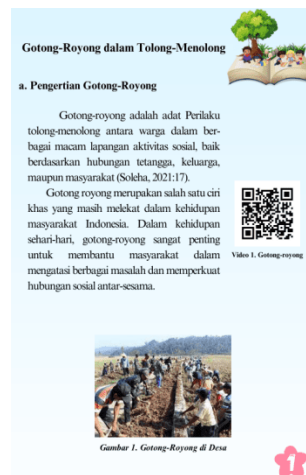 Gotong-Royong dalam Tolong-Menolong
a. Pengertian Gotong-Royong
Gotong-royong adalah adat Perilaku
tolong-menolong antara warga dalam ber-
bagai macam lapangan aktivitas sosial, baik
berdasarkan hubungan tetangga, keluarga,
maupun masyarakat (Soleha, 2021:17).
Gotong royong merupakan salah satu ciri
khas yang masih melekat dalam kehidupan
masyarakat Indonesia. Dalam kehidupan
sehari-hari, gotong-royong sangat penting
untuk membantu masyarakat dalam
mengatasi berbagai masalah dan memperkuat
hubungan sosial antar-sesama.
Video 1. Gotong-royong
Gambar 1. Gotong-Royong di Desa
1